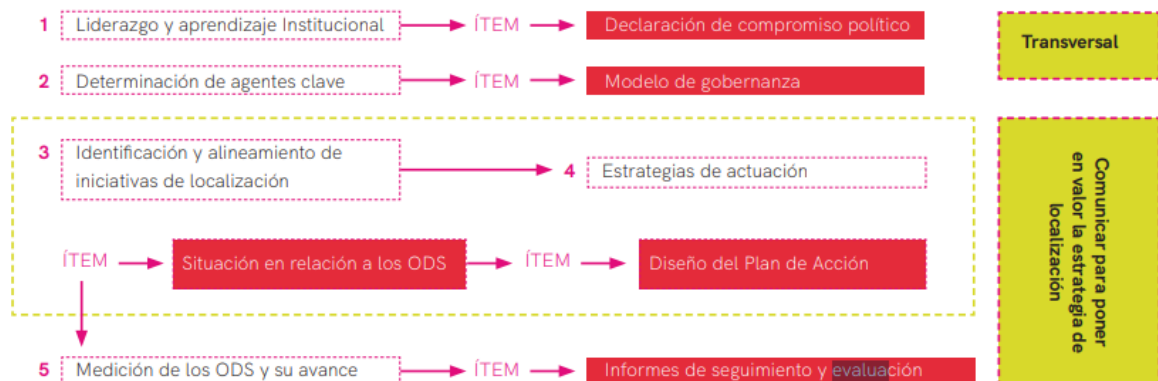 1 Liderazgo y aprendizaje Institucional ÍTEM Declaración de compromiso político
Transversal
2 Determinación de agentes clave ÍTEM Modelo de gobernanza
3 Identificación y alineamiento de
iniciativas de localización
4 Estrategias de actuación
ÍTEM Situación en relación a los ODS ÍTEM Diseño del Plan de Acción
5 Medición de los ODS y su avance ÍTEM Informes de seguimiento y evaluación
Comunicar para poner
en valor la estrategia de
localización